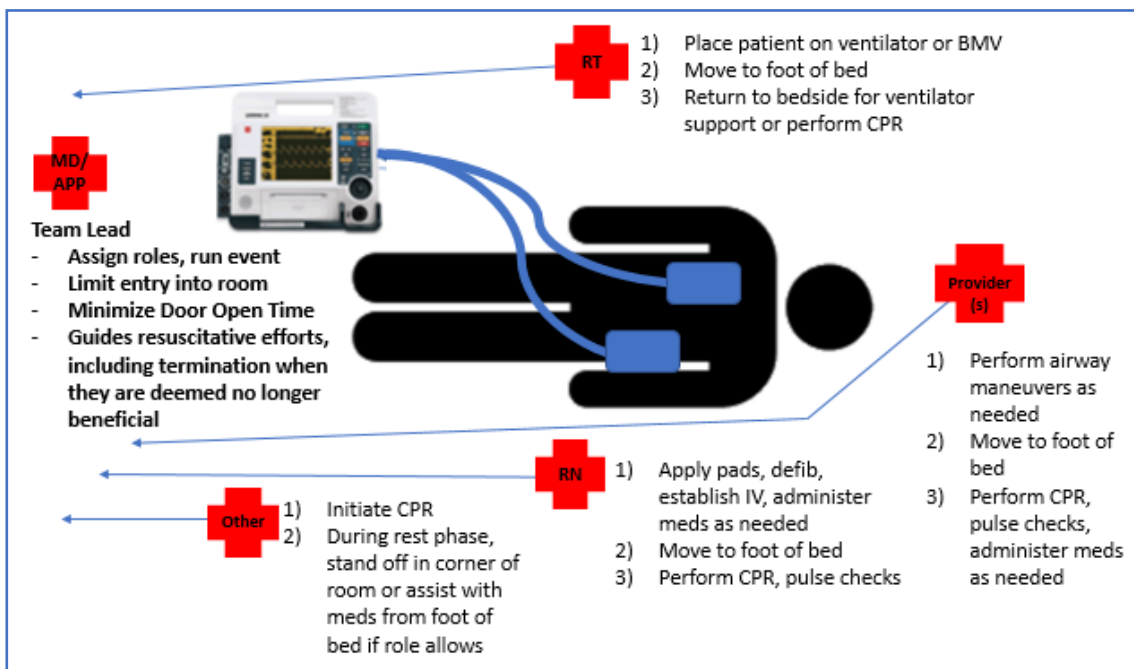 RT
1) Place patient on ventilator or BMV
2) Move to foot of bed
3) Return to bedside for ventilator
support or perform CPR
MD/
APP
Team Lead
- Assign roles, run event
- Limit entry into room
- Minimize Door Open Time
- Guides resuscitative efforts,
including termination when
they are deemed no longer
beneficial
Provider
(s)
1) Perform airway
maneuvers as
needed
2) Move to foot of
bed
3) Perform CPR,
pulse checks,
administer meds
as needed
RN
1) Apply pads, defib,
establish IV, administer
meds as needed
2) Move to foot of bed
3) Perform CPR, pulse checks
Other
1) Initiate CPR
2) During rest phase,
stand off in corner of
room or assist with
meds from foot of
bed if role allows